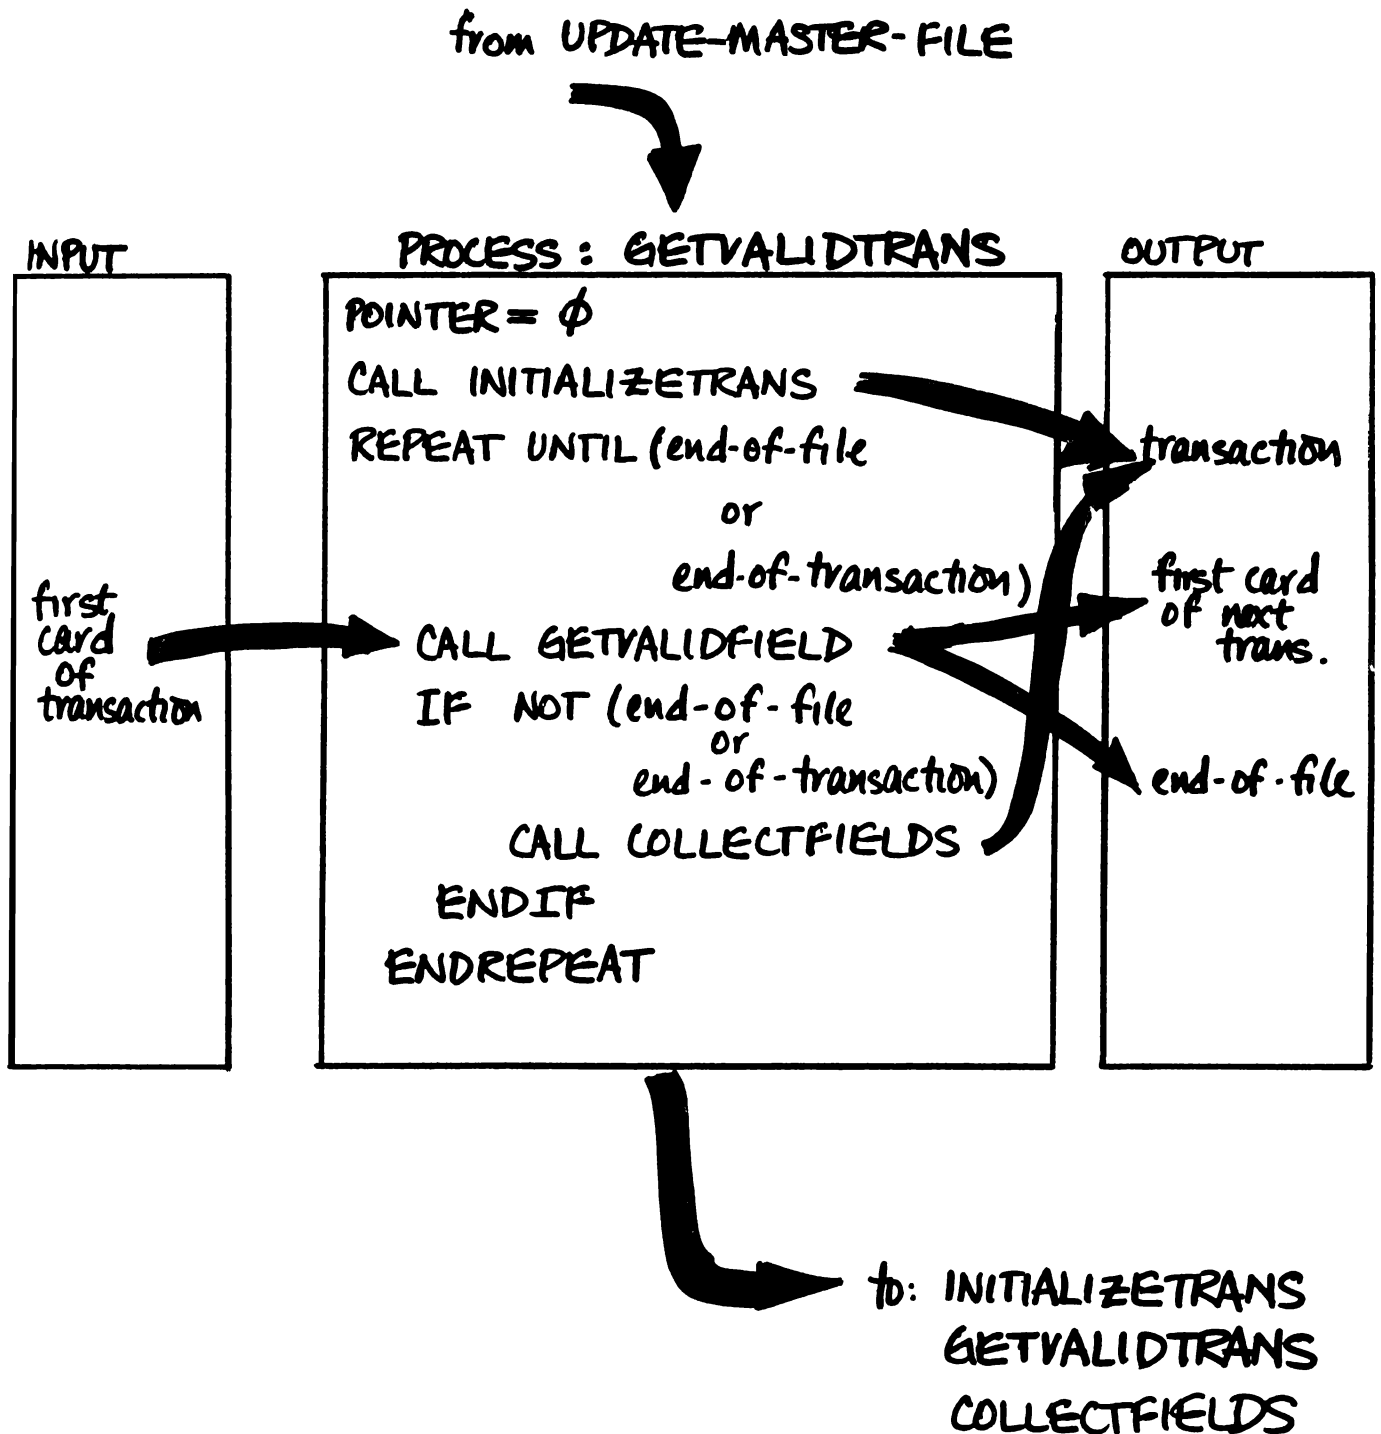 from UPDATE-MASTER-FILE
INPUT
PROCESS: GETVALIDTRANS
OUTPUT
POINTER = ϕ
CALL INITIALIZETRANS
REPEAT UNTIL (end-of-file
or
end-of-transaction)
CALL GETVALIDFIELD
IF NOT (end-of-file
or
end-of-transaction)
CALL COLLECTFIELDS
ENDIF
ENDREPEAT
first
card
of
transaction
transaction
first card
of next
trans.
end-of-file
to: INITIALIZETRANS
GETVALIDTRANS
COLLECTFIELDS